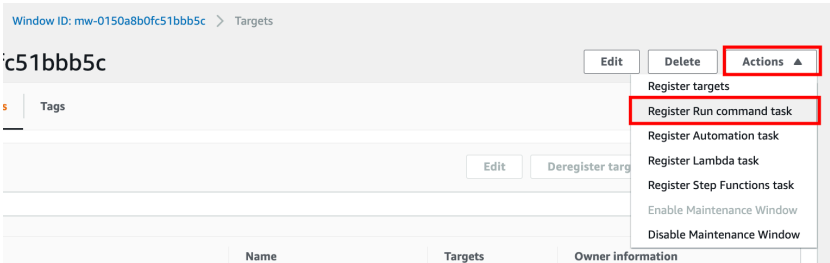 Window ID: mw-0150a8b0fc51bbb5c > Targets
fc51bbb5c
Edit
Delete
Actions ▲
Register targets
s
Tags
Register Run command task
Register Automation task
Edit
Deregister targ
Register Lambda task
Register Step Functions task
Enable Maintenance Window
Disable Maintenance Window
Name
Targets
Owner information